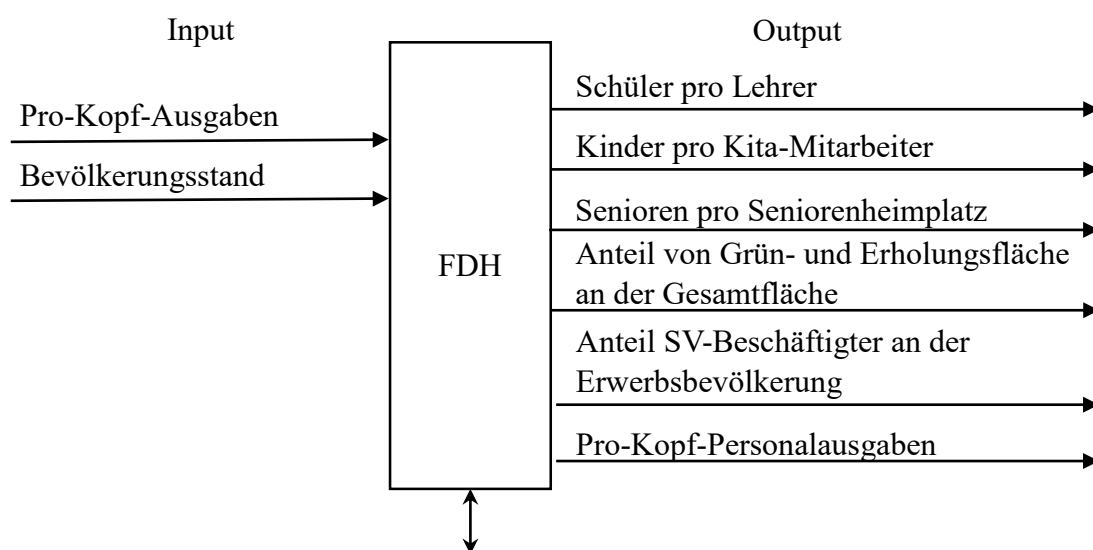 Input
Output
Pro-Kopf-Ausgaben
Bevölkerungsstand
FDH
Schüler pro Lehrer
Kinder pro Kita-Mitarbeiter
Senioren pro Seniorenheimplatz
Anteil von Grün- und Erholungsfläche
an der Gesamtfläche
Anteil SV-Beschäftigter an der
Erwerbsbevölkerung
Pro-Kopf-Personalausgaben